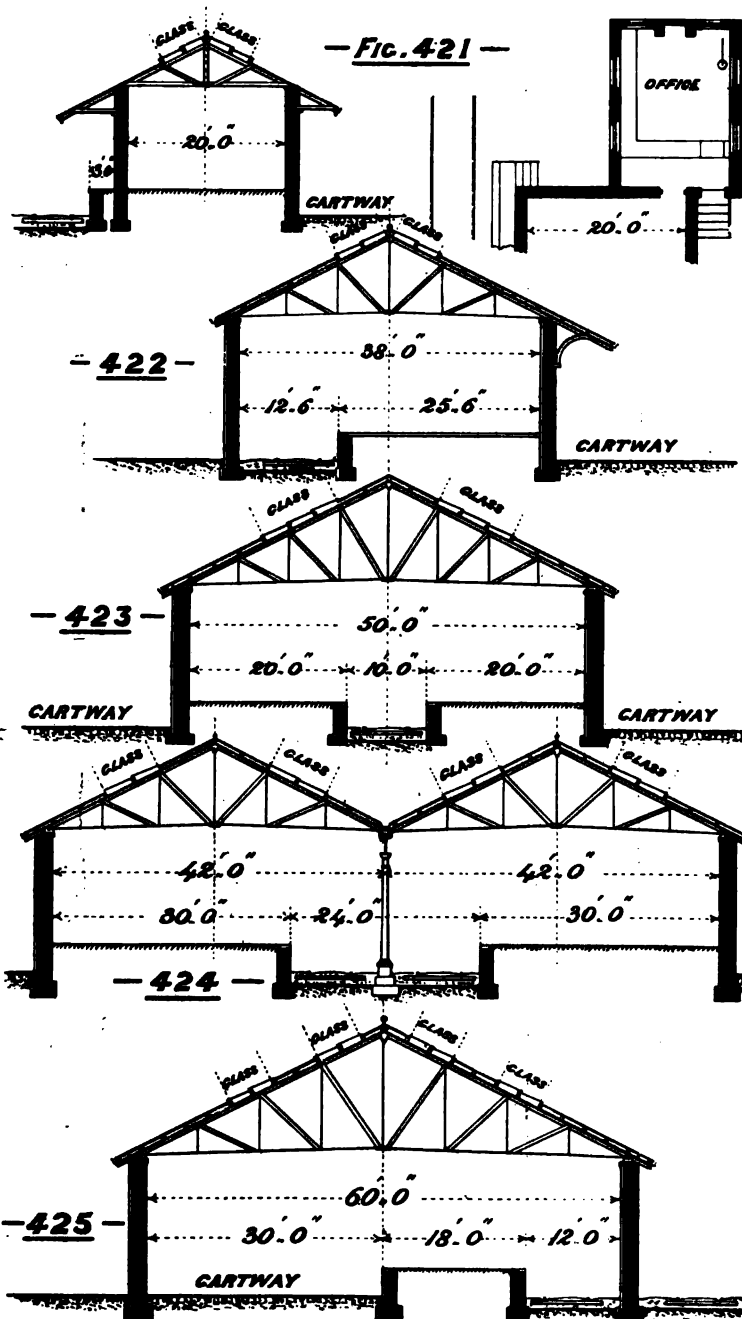 GLASS GLASS
— FIG. 421 —
OFFICE
20'.0"
3'.0"
CARTWAY
20'.0"
GLASS GLASS
— 422 —
38'.0"
12'.6" 25'.6"
CARTWAY
GLASS GLASS
— 423 —
50'.0"
20'.0" 10'.0" 20'.0"
CARTWAY CARTWAY
GLASS GLASS GLASS GLASS
42'.0" 42'.0"
30'.0" 24'.0" 30'.0"
— 424 —
GLASS GLASS GLASS GLASS
60'.0"
— 425 —
30'.0" 18'.0" 12'.0"
CARTWAY